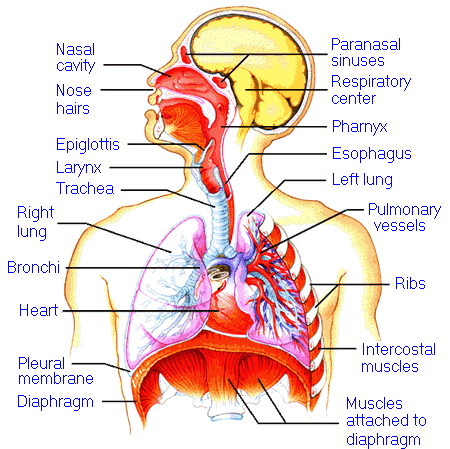 Nasal
cavity
Nose
hairs
Epiglottis
Larynx
Trachea
Right
lung
Bronchi
Heart
Pleural
membrane
Diaphragm
Paranasal
sinuses
Respiratory
center
Pharnyx
Esophagus
Left lung
Pulmonary
vessels
Ribs
Intercostal
muscles
Muscles
attached to
diaphragm